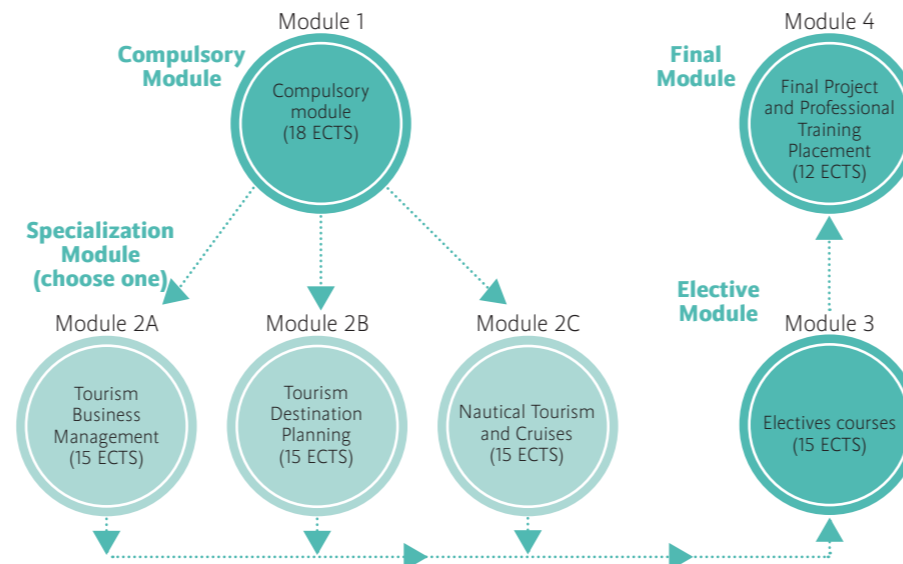 Module 1
Compulsory
Module
Compulsory
module
(18 ECTS)
Specialization
Module
(choose one)
Module 2A
Tourism
Business
Management
(15 ECTS)
Module 2B
Tourism
Destination
Planning
(15 ECTS)
Module 2C
Nautical Tourism
and Cruises
(15 ECTS)
Elective
Module
Module 3
Electives courses
(15 ECTS)
Module 4
Final
Module
Final Project
and Professional
Training
Placement
(12 ECTS)